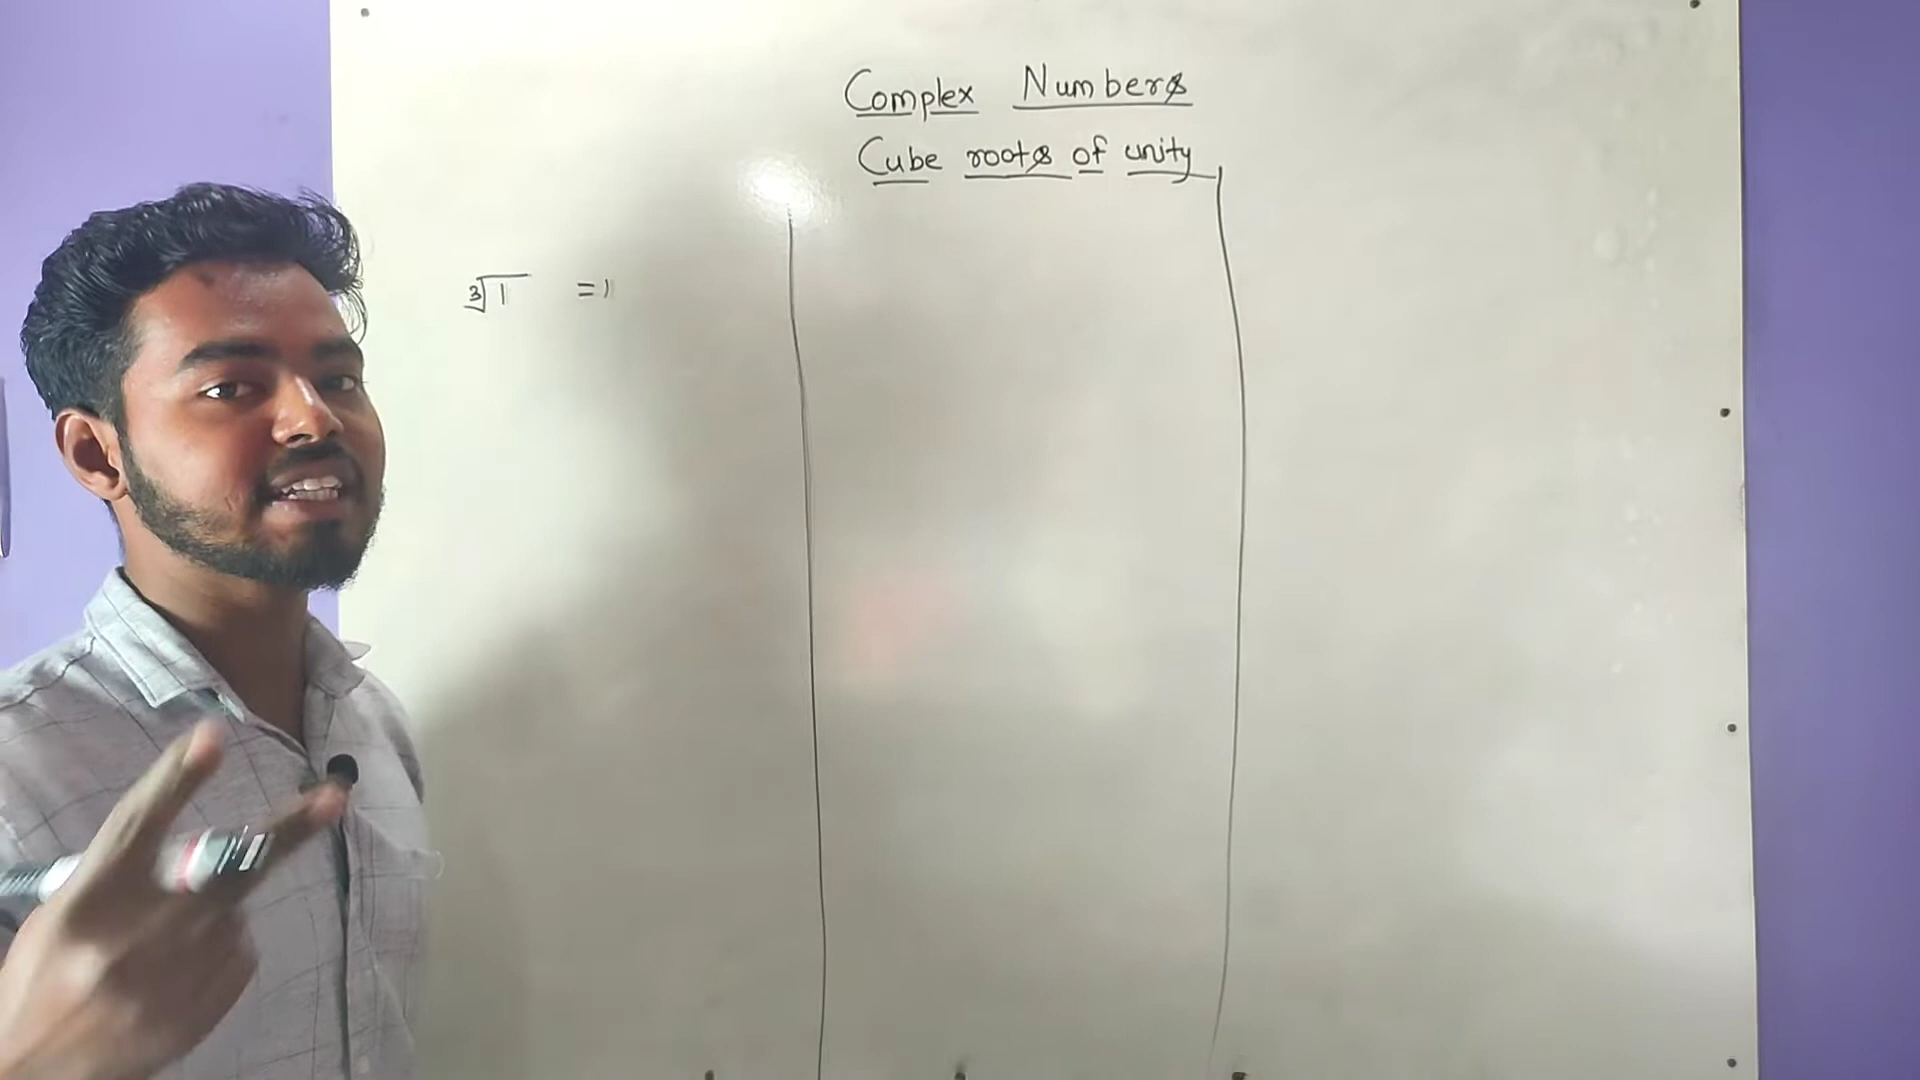 Complex Numbers
Cube roots of unity
∛1 = 1